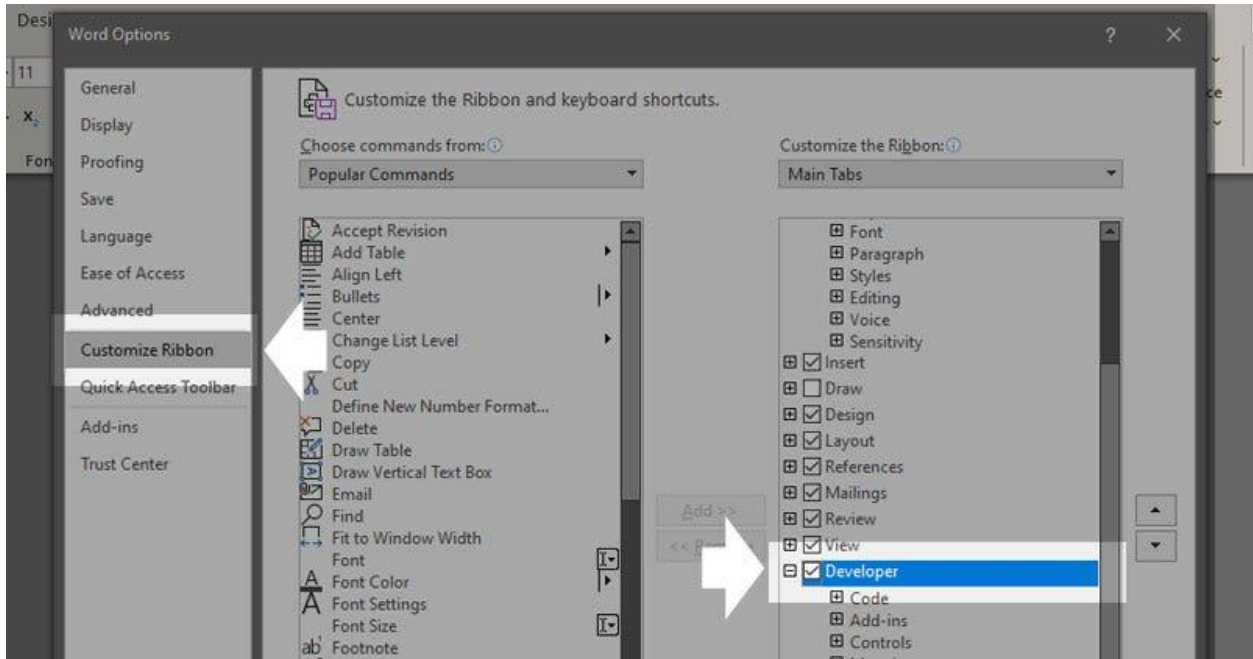 Desi
Word Options
?
11
X₂
Fon
ce
General
Display
Proofing
Save
Language
Ease of Access
Advanced
Customize Ribbon
Quick Access Toolbar
Add-ins
Trust Center
Customize the Ribbon and keyboard shortcuts.
Choose commands from:
Popular Commands
Accept Revision
Add Table
Align Left
Bullets
Center
Change List Level
Copy
Cut
Define New Number Format...
Delete
Draw Table
Draw Vertical Text Box
Email
Find
Fit to Window Width
Font
Font Color
Font Settings
Font Size
ab Footnote
Add >>
<<
Customize the Ribbon:
Main Tabs
Font
Paragraph
Styles
Editing
Voice
Sensitivity
Insert
Draw
Design
Layout
References
Mailings
Review
View
Developer
Code
Add-ins
Controls